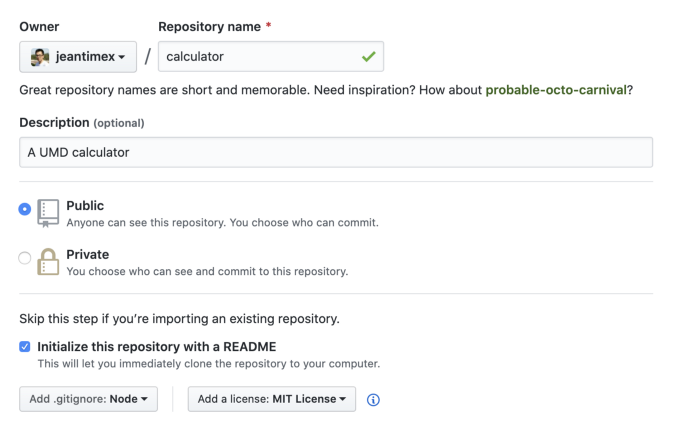 Owner
Repository name *
jeantimex / calculator
Great repository names are short and memorable. Need inspiration? How about probable-octo-carnival?
Description (optional)
A UMD calculator
Public
Anyone can see this repository. You choose who can commit.
Private
You choose who can see and commit to this repository.
Skip this step if you’re importing an existing repository.
Initialize this repository with a README
This will let you immediately clone the repository to your computer.
Add .gitignore: Node
Add a license: MIT License